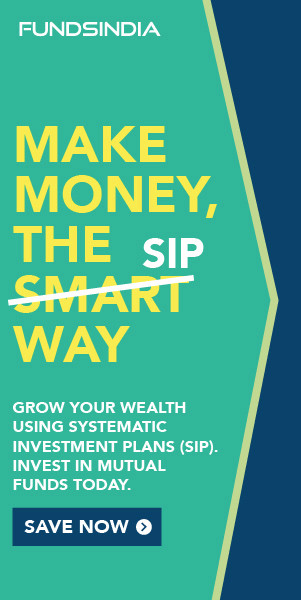 FUNDSINDIA
MAKE
MONEY,
THE
SIP
SMART
WAY
GROW YOUR WEALTH
USING SYSTEMATIC
INVESTMENT PLANS (SIP).
INVEST IN MUTUAL
FUNDS TODAY.
SAVE NOW